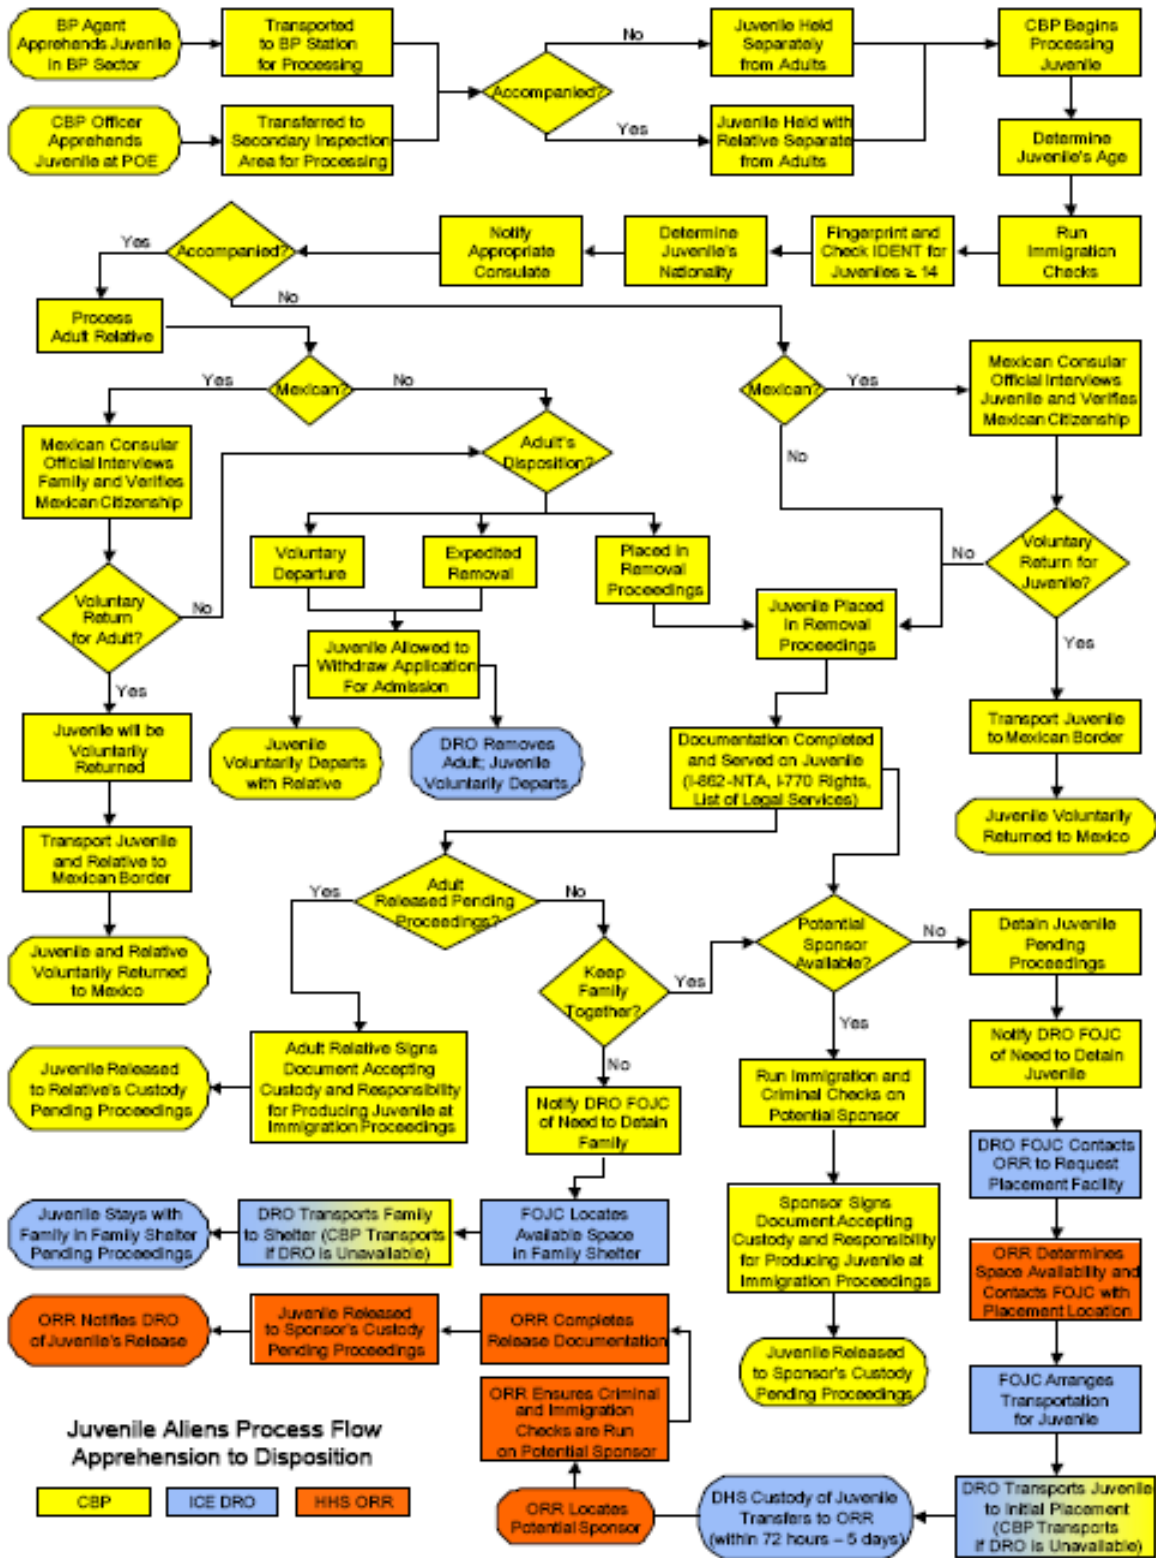 BP Agent
Apprehends Juvenile
in BP Sector
Transported
to BP Station
for Processing
No
Juvenile Held
Separately
from Adults
CBP Begins
Processing
Juvenile
Accompanied?
CBP Officer
Apprehends
Juvenile at POE
Transferred to
Secondary Inspection
Area for Processing
Yes
Juvenile Held with
Relative Separate
from Adults
Determine
Juvenile's Age
Yes
Accompanied?
Notify
Appropriate
Consulate
Determine
Juvenile's
Nationality
Fingerprint and
Check IDENT for
Juveniles ≥ 14
Run
Immigration
Checks
No
Process
Adult Relative
Yes
Mexican?
No
Mexican?
Yes
Mexican Consular
Official Interviews
Juvenile and Verifies
Mexican Citizenship
Mexican Consular
Official Interviews
Family and Verifies
Mexican Citizenship
Adult's
Disposition?
No
Voluntary
Departure
Expedited
Removal
Placed in
Removal
Proceedings
No
Voluntary
Return for
Juvenile?
Voluntary
Return
for Adult?
No
Juvenile Placed
in Removal
Proceedings
Juvenile Allowed to
Withdraw Application
For Admission
Yes
Yes
Juvenile will be
Voluntarily
Returned
Juvenile
Voluntarily Departs
with Relative
DRO Removes
Adult; Juvenile
Voluntarily Departs
Documentation Completed
and Served on Juvenile
(I-862-NTA, I-770 Rights,
List of Legal Services)
Transport Juvenile
to Mexican Border
Juvenile Voluntarily
Returned to Mexico
Transport Juvenile
and Relative to
Mexican Border
Yes
Adult
Released Pending
Proceedings?
No
Potential
Sponsor
Available?
No
Detain Juvenile
Pending
Proceedings
Juvenile and Relative
Voluntarily Returned
to Mexico
Keep
Family
Together?
Yes
Yes
No
Juvenile Released
to Relative's Custody
Pending Proceedings
Adult Relative Signs
Document Accepting
Custody and Responsibility
for Producing Juvenile at
Immigration Proceedings
Notify DRO FOJC
of Need to Detain
Family
Run Immigration and
Criminal Checks on
Potential Sponsor
Notify DRO FOJC
of Need to Detain
Juvenile
DRO FOJC Contacts
ORR to Request
Placement Facility
Juvenile Stays with
Family in Family Shelter
Pending Proceedings
DRO Transports Family
to Shelter (CBP Transports
if DRO is Unavailable)
FOJC Locates
Available Space
in Family Shelter
Sponsor Signs
Document Accepting
Custody and Responsibility
for Producing Juvenile at
Immigration Proceedings
ORR Determines
Space Availability and
Contacts FOJC with
Placement Location
ORR Notifies DRO
of Juvenile's Release
Juvenile Released
to Sponsor's Custody
Pending Proceedings
ORR Completes
Release Documentation
Juvenile Released
to Sponsor's Custody
Pending Proceedings
FOJC Arranges
Transportation
for Juvenile
ORR Ensures Criminal
and Immigration
Checks are Run
on Potential Sponsor
Juvenile Aliens Process Flow
Apprehension to Disposition
CBP
ICE DRO
HHS ORR
ORR Locates
Potential Sponsor
DHS Custody of Juvenile
Transfers to ORR
(within 72 hours – 5 days)
DRO Transports Juvenile
to Initial Placement
(CBP Transports
if DRO is Unavailable)